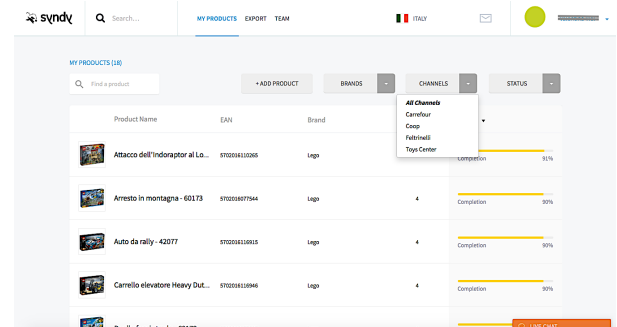 syndy
Search...
MY PRODUCTS EXPORT TEAM
ITALY
MY PRODUCTS (18)
Find a product
+ ADD PRODUCT
BRANDS
CHANNELS
STATUS
All Channels
Carrefour
Coop
Feltrinelli
Toys Center
Product Name EAN Brand
Attacco dell'Indoraptor al Lo... 5702016110265 Lego
Completion 91%
Arresto in montagna - 60173 5702016077544 Lego 4
Completion 90%
Auto da rally - 42077 5702016116915 Lego 4
Completion 90%
Carrello elevatore Heavy Dut... 5702016116946 Lego 4
Completion 90%
LIVE CHAT